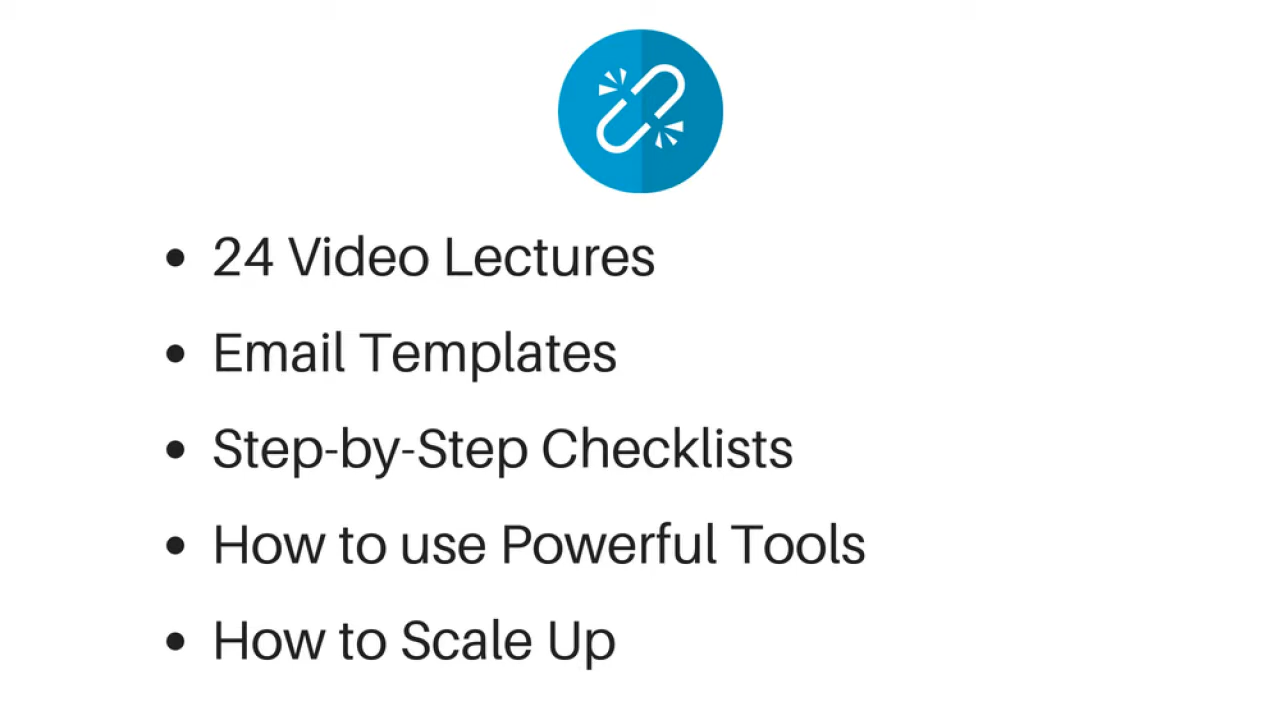 • 24 Video Lectures
• Email Templates
• Step-by-Step Checklists
• How to use Powerful Tools
• How to Scale Up